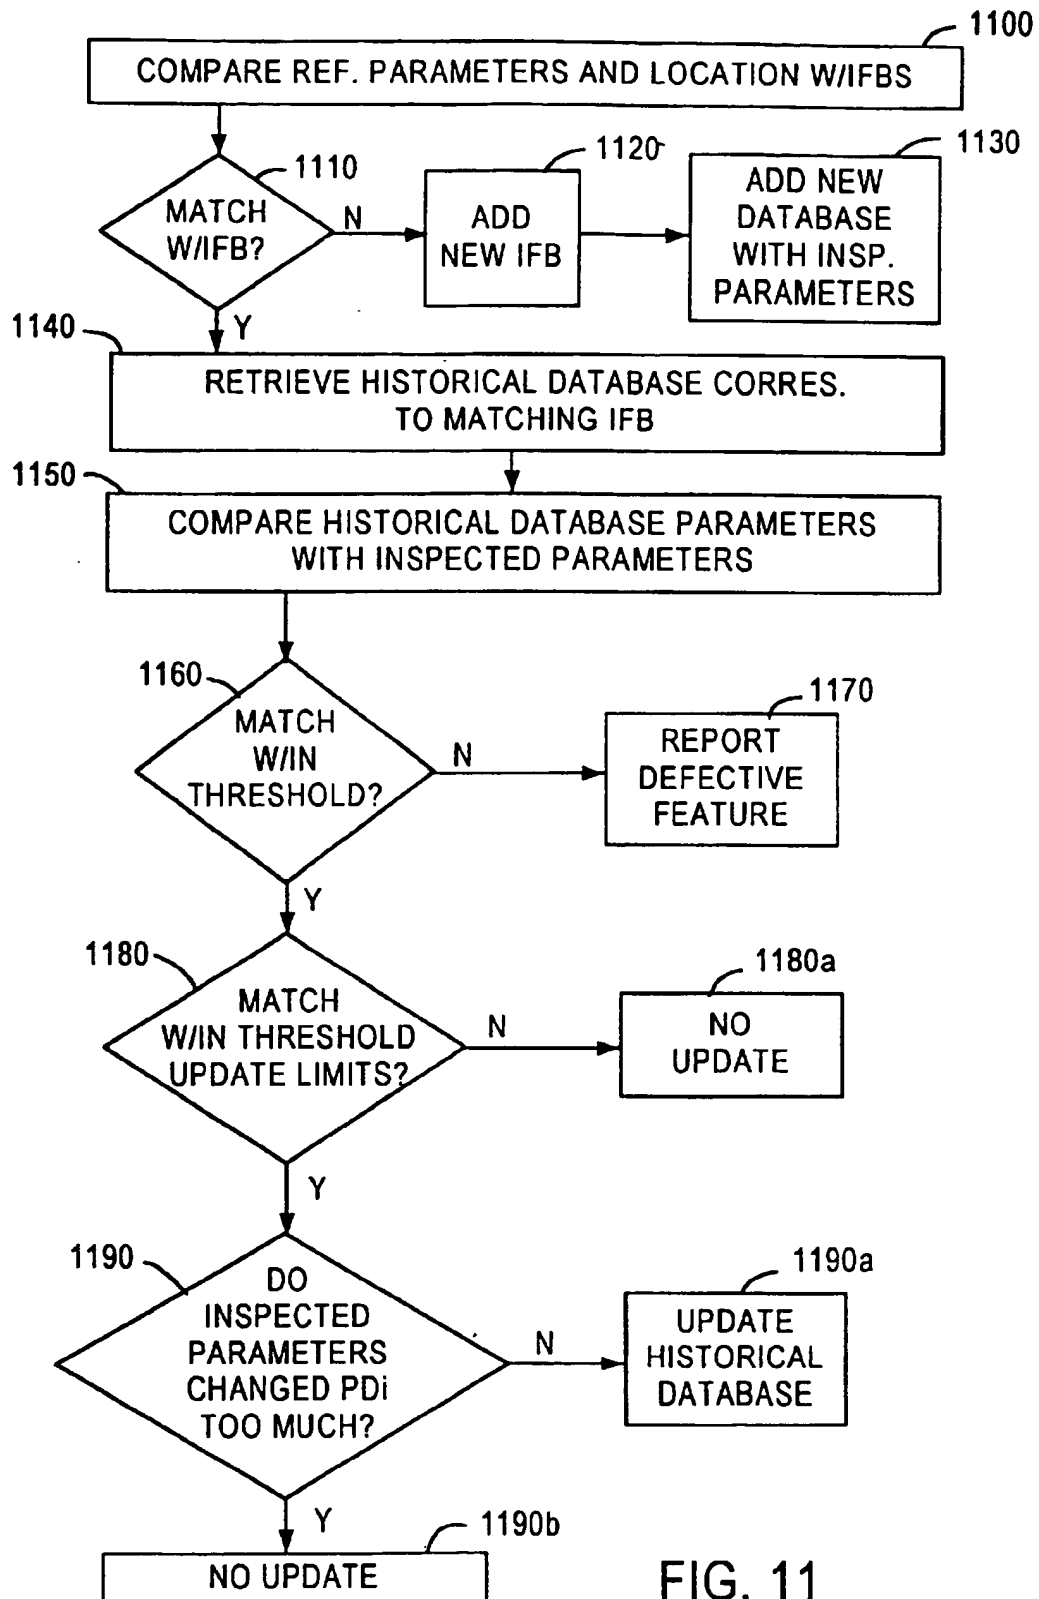 1100
COMPARE REF. PARAMETERS AND LOCATION W/IFBS
1110
MATCH
W/IFB?
N
1120
ADD
NEW IFB
1130
ADD NEW
DATABASE
WITH INSP.
PARAMETERS
Y
1140
RETRIEVE HISTORICAL DATABASE CORRES.
TO MATCHING IFB
1150
COMPARE HISTORICAL DATABASE PARAMETERS
WITH INSPECTED PARAMETERS
1160
MATCH
W/IN
THRESHOLD?
N
1170
REPORT
DEFECTIVE
FEATURE
Y
1180
MATCH
W/IN THRESHOLD
UPDATE LIMITS?
N
1180a
NO
UPDATE
Y
1190
DO
INSPECTED
PARAMETERS
CHANGED PDi
TOO MUCH?
N
1190a
UPDATE
HISTORICAL
DATABASE
Y
1190b
NO UPDATE
FIG. 11